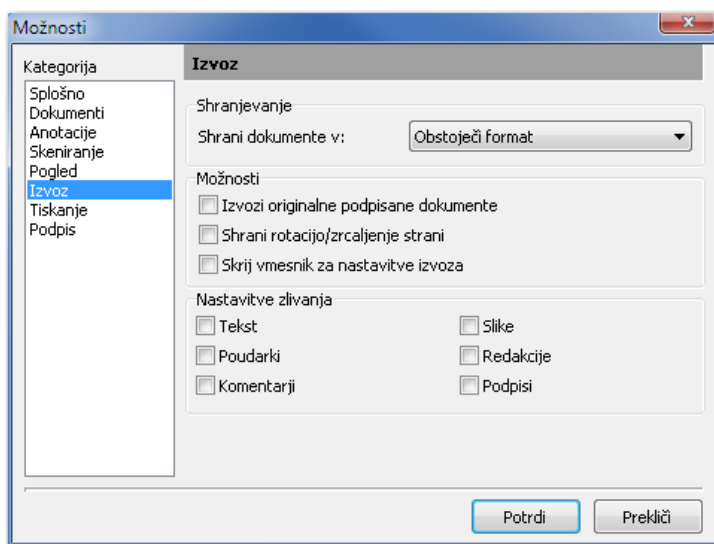 Možnosti
Kategorija
Splošno
Dokumenti
Anotacije
Skeniranje
Pogled
Izvoz
Tiskanje
Podpis
Izvoz
Shranjevanje
Shrani dokumente v: Obstoječi format
Možnosti
Izvozi originalne podpisane dokumente
Shrani rotacijo/zrcaljenje strani
Skrij vmesnik za nastavitve izvoza
Nastavitve zlivanja
Tekst Slike
Poudarki Redakcije
Komentarji Podpisi
Potrdi Prekliči